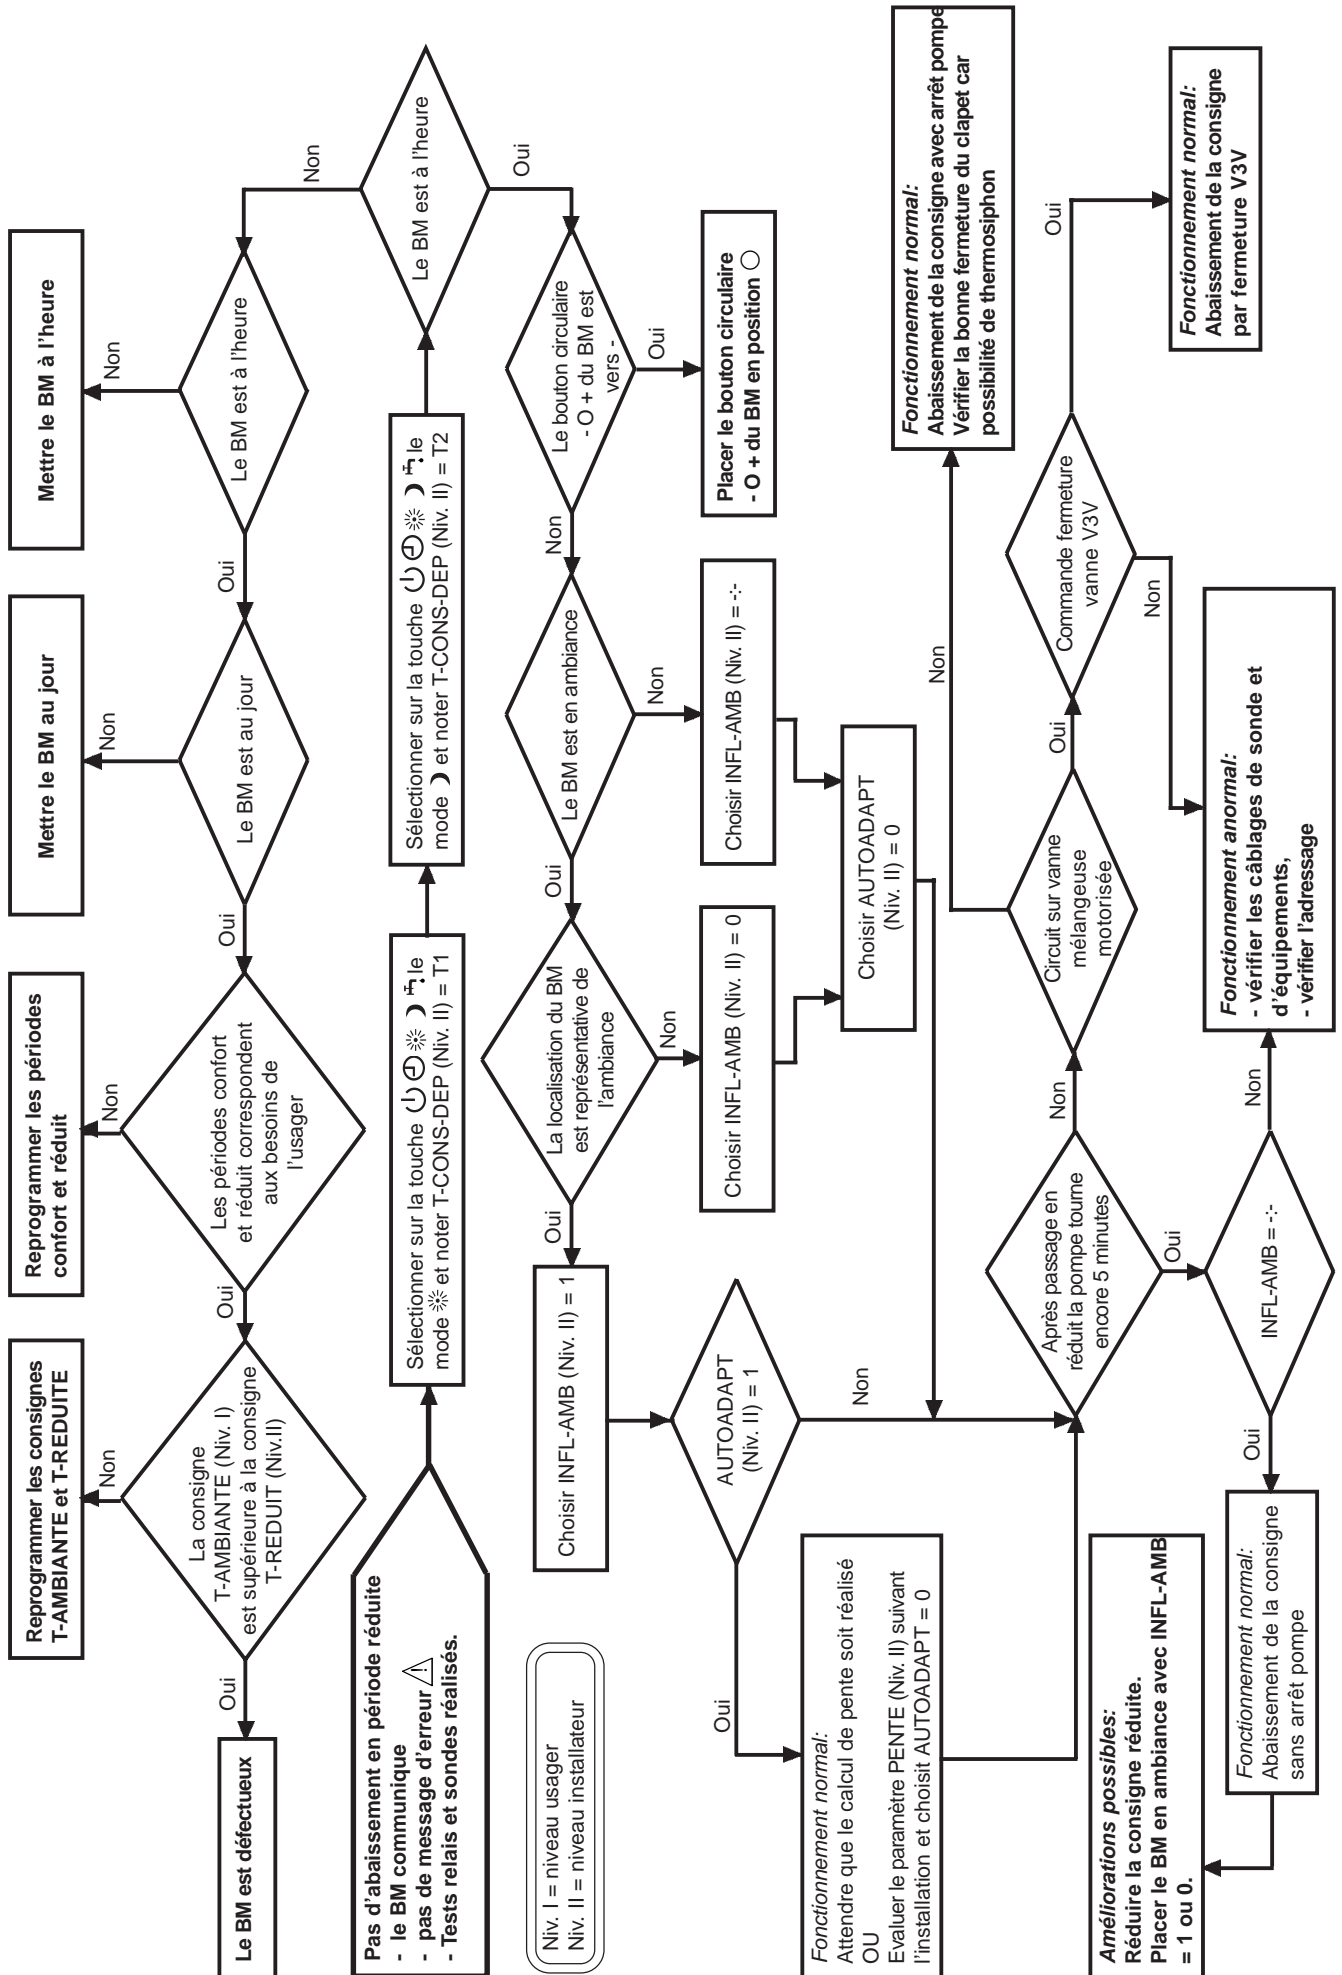 Pas d'abaissement en période réduite
- le BM communique
- pas de message d'erreur
- Tests relais et sondes réalisés.
Sélectionner sur la touche le
mode et noter T-CONS-DEP (Niv. II) = T1
Sélectionner sur la touche le
mode et noter T-CONS-DEP (Niv. II) = T2
Le BM est à l'heure
Non
Oui
Le BM est à l'heure
Non
Mettre le BM à l'heure
Oui
Le BM est au jour
Non
Mettre le BM au jour
Oui
Les périodes confort
et réduit correspondent
aux besoins de
l'usager
Non
Reprogrammer les périodes
confort et réduit
Oui
La consigne
T-AMBIANTE (Niv. I)
est supérieure à la consigne
T-REDUIT (Niv.II)
Non
Reprogrammer les consignes
T-AMBIANTE et T-REDUITE
Oui
Le BM est défectueux
Niv. I = niveau usager
Niv. II = niveau installateur
Le bouton circulaire
- O + du BM est
vers -
Oui
Placer le bouton circulaire
- O + du BM en position ○
Non
Le BM est en ambiance
Non
Choisir INFL-AMB (Niv. II) = -:-
Oui
La localisation du BM
est représentative de
l'ambiance
Non
Choisir INFL-AMB (Niv. II) = 0
Choisir AUTOADAPT
(Niv. II) = 0
Oui
Choisir INFL-AMB (Niv. II) = 1
AUTOADAPT
(Niv. II) = 1
Non
Oui
Fonctionnement normal:
Attendre que le calcul de pente soit réalisé
OU
Evaluer le paramètre PENTE (Niv. II) suivant
l'installation et choisit AUTOADAPT = 0
Après passage en
réduit la pompe tourne
encore 5 minutes
Non
Circuit sur vanne
mélangeuse
motorisée
Non
Fonctionnement normal:
Abaissement de la consigne avec arrêt pompe
Vérifier la bonne fermeture du clapet car
possibilité de thermosiphon
Oui
Commande fermeture
vanne V3V
Oui
Fonctionnement normal:
Abaissement de la consigne
par fermeture V3V
Non
Fonctionnement anormal:
- vérifier les câblages de sonde et
d'équipements,
- vérifier l'adressage
Oui
INFL-AMB = -:-
Non
Oui
Fonctionnement normal:
Abaissement de la consigne
sans arrêt pompe
Améliorations possibles:
Réduire la consigne réduite.
Placer le BM en ambiance avec INFL-AMB
= 1 ou 0.